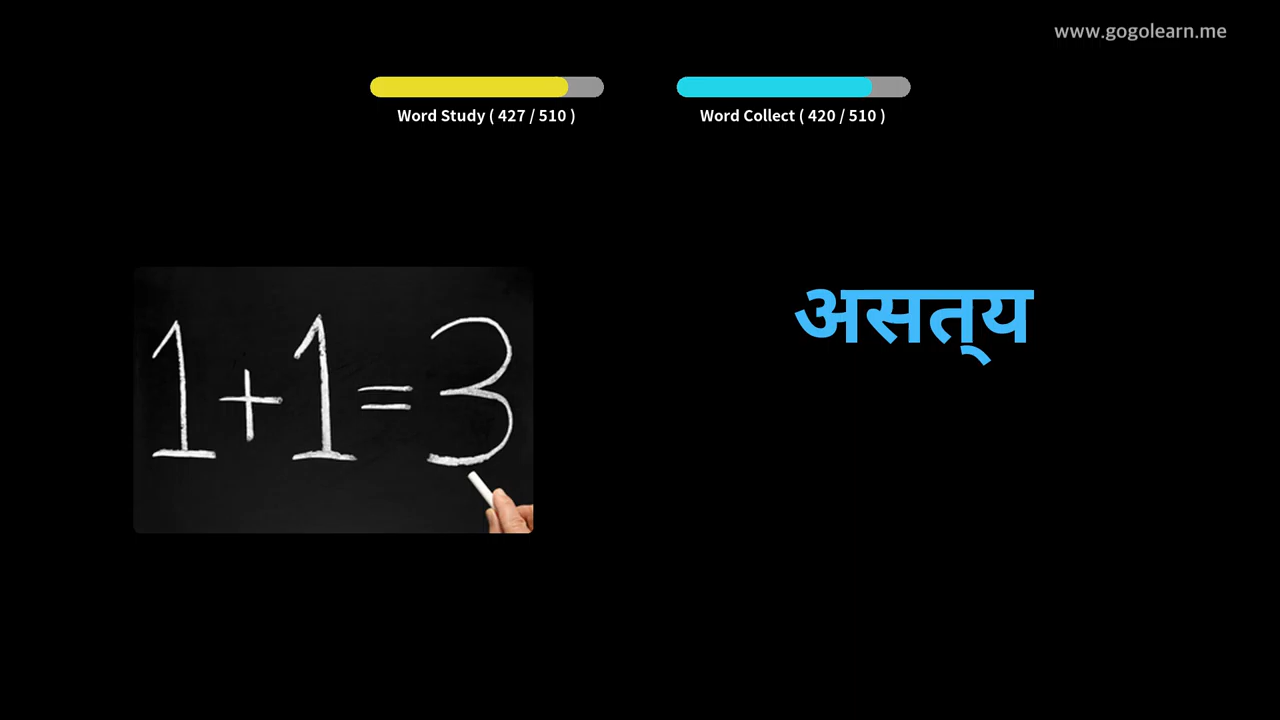 www.gogolearn.me
Word Study ( 427 / 510 )
Word Collect ( 420 / 510 )
असत्‌य
1+1=3